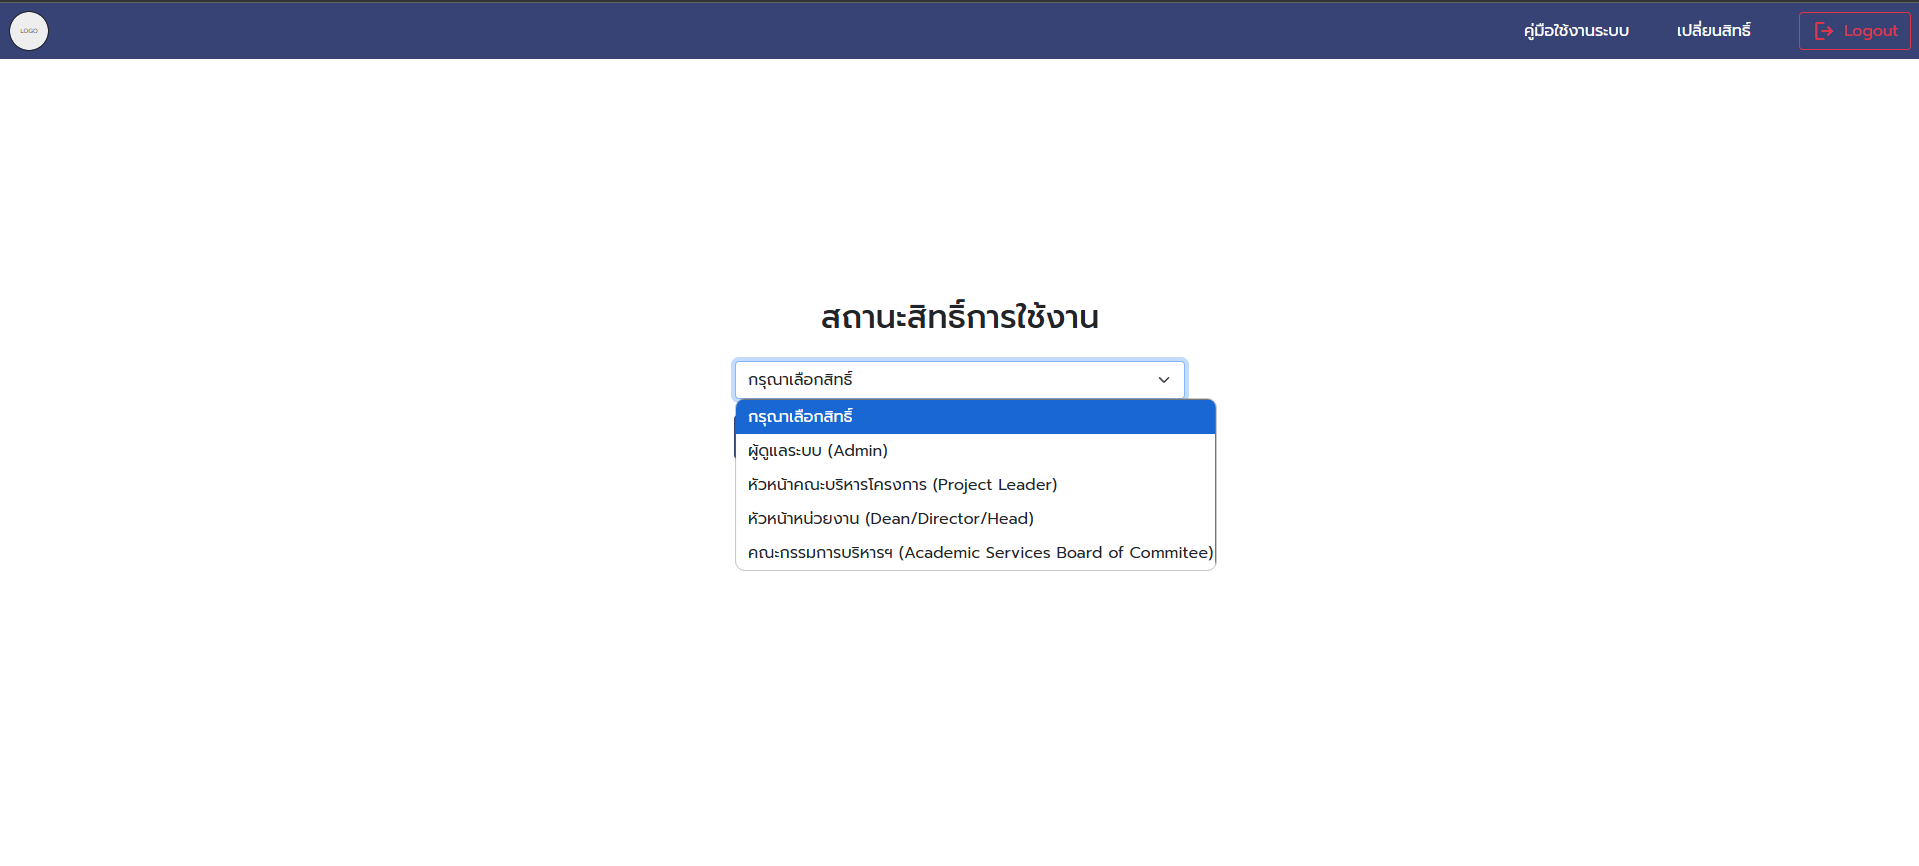 LOGO
คู่มือใช้งานระบบ
เปลี่ยนสิทธิ์
Logout
สถานะสิทธิ์การใช้งาน
กรุณาเลือกสิทธิ์
กรุณาเลือกสิทธิ์
ผู้ดูแลระบบ (Admin)
หัวหน้าคณะบริหารโครงการ (Project Leader)
หัวหน้าหน่วยงาน (Dean/Director/Head)
คณะกรรมการบริหารฯ (Academic Services Board of Commitee)